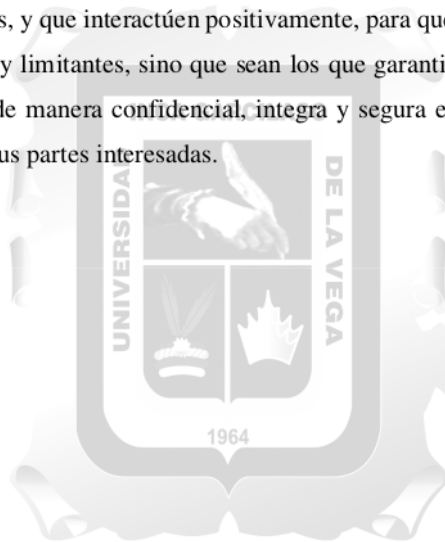 s, y que interactúen positivamente, para que
y limitantes, sino que sean los que garanti
de manera confidencial, integra y segura e
us partes interesadas.
UNIVERSIDAD
DE LA VEGA
1964